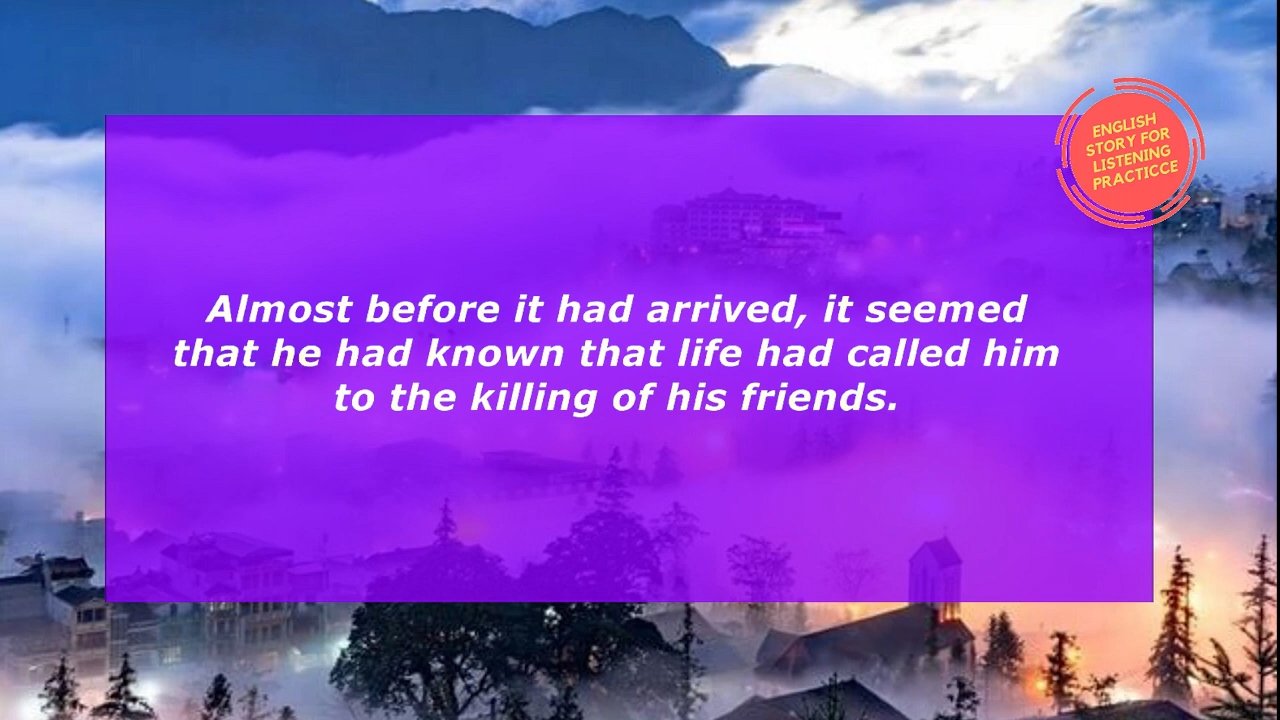 ENGLISH
STORY FOR
LISTENING
PRACTICCE
Almost before it had arrived, it seemed
that he had known that life had called him
to the killing of his friends.